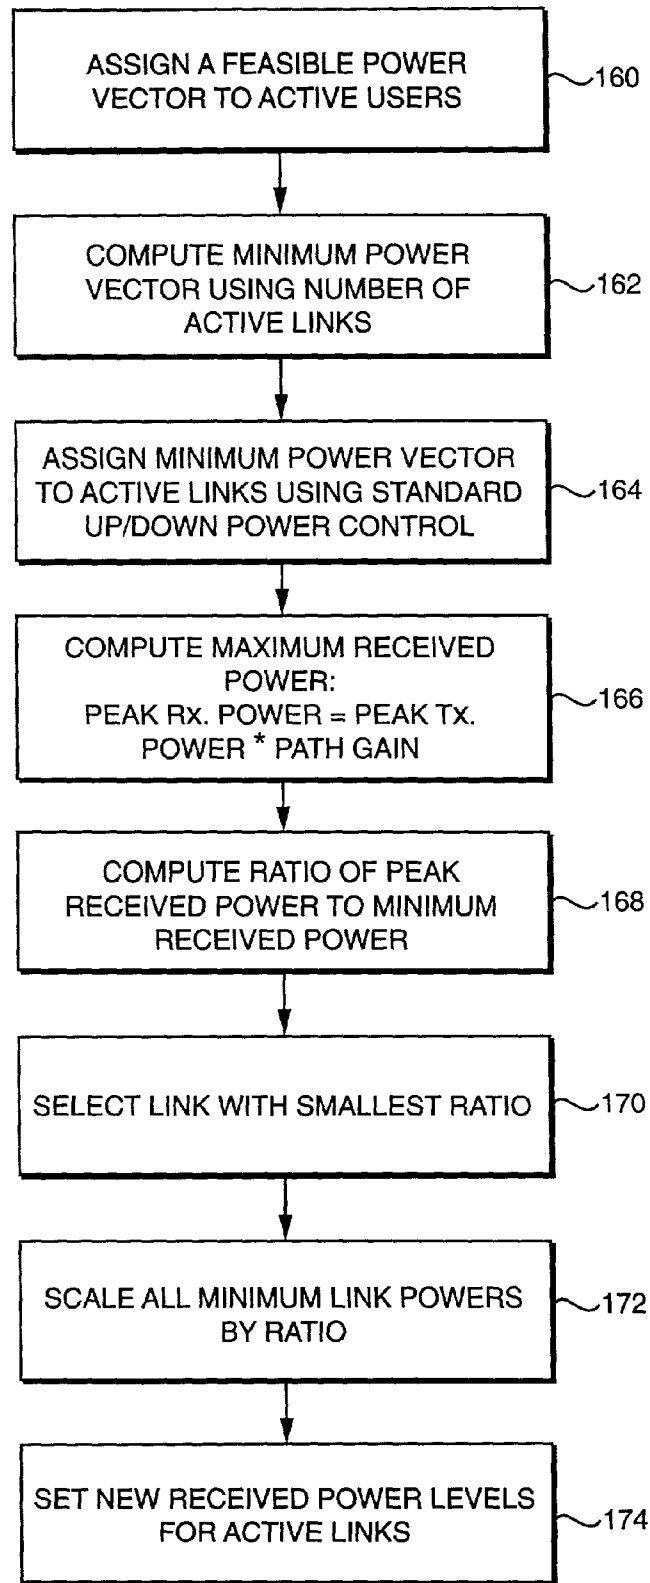 ASSIGN A FEASIBLE POWER
VECTOR TO ACTIVE USERS
160
COMPUTE MINIMUM POWER
VECTOR USING NUMBER OF
ACTIVE LINKS
162
ASSIGN MINIMUM POWER VECTOR
TO ACTIVE LINKS USING STANDARD
UP/DOWN POWER CONTROL
164
COMPUTE MAXIMUM RECEIVED
POWER:
PEAK Rx. POWER = PEAK Tx.
POWER * PATH GAIN
166
COMPUTE RATIO OF PEAK
RECEIVED POWER TO MINIMUM
RECEIVED POWER
168
SELECT LINK WITH SMALLEST RATIO
170
SCALE ALL MINIMUM LINK POWERS
BY RATIO
172
SET NEW RECEIVED POWER LEVELS
FOR ACTIVE LINKS
174